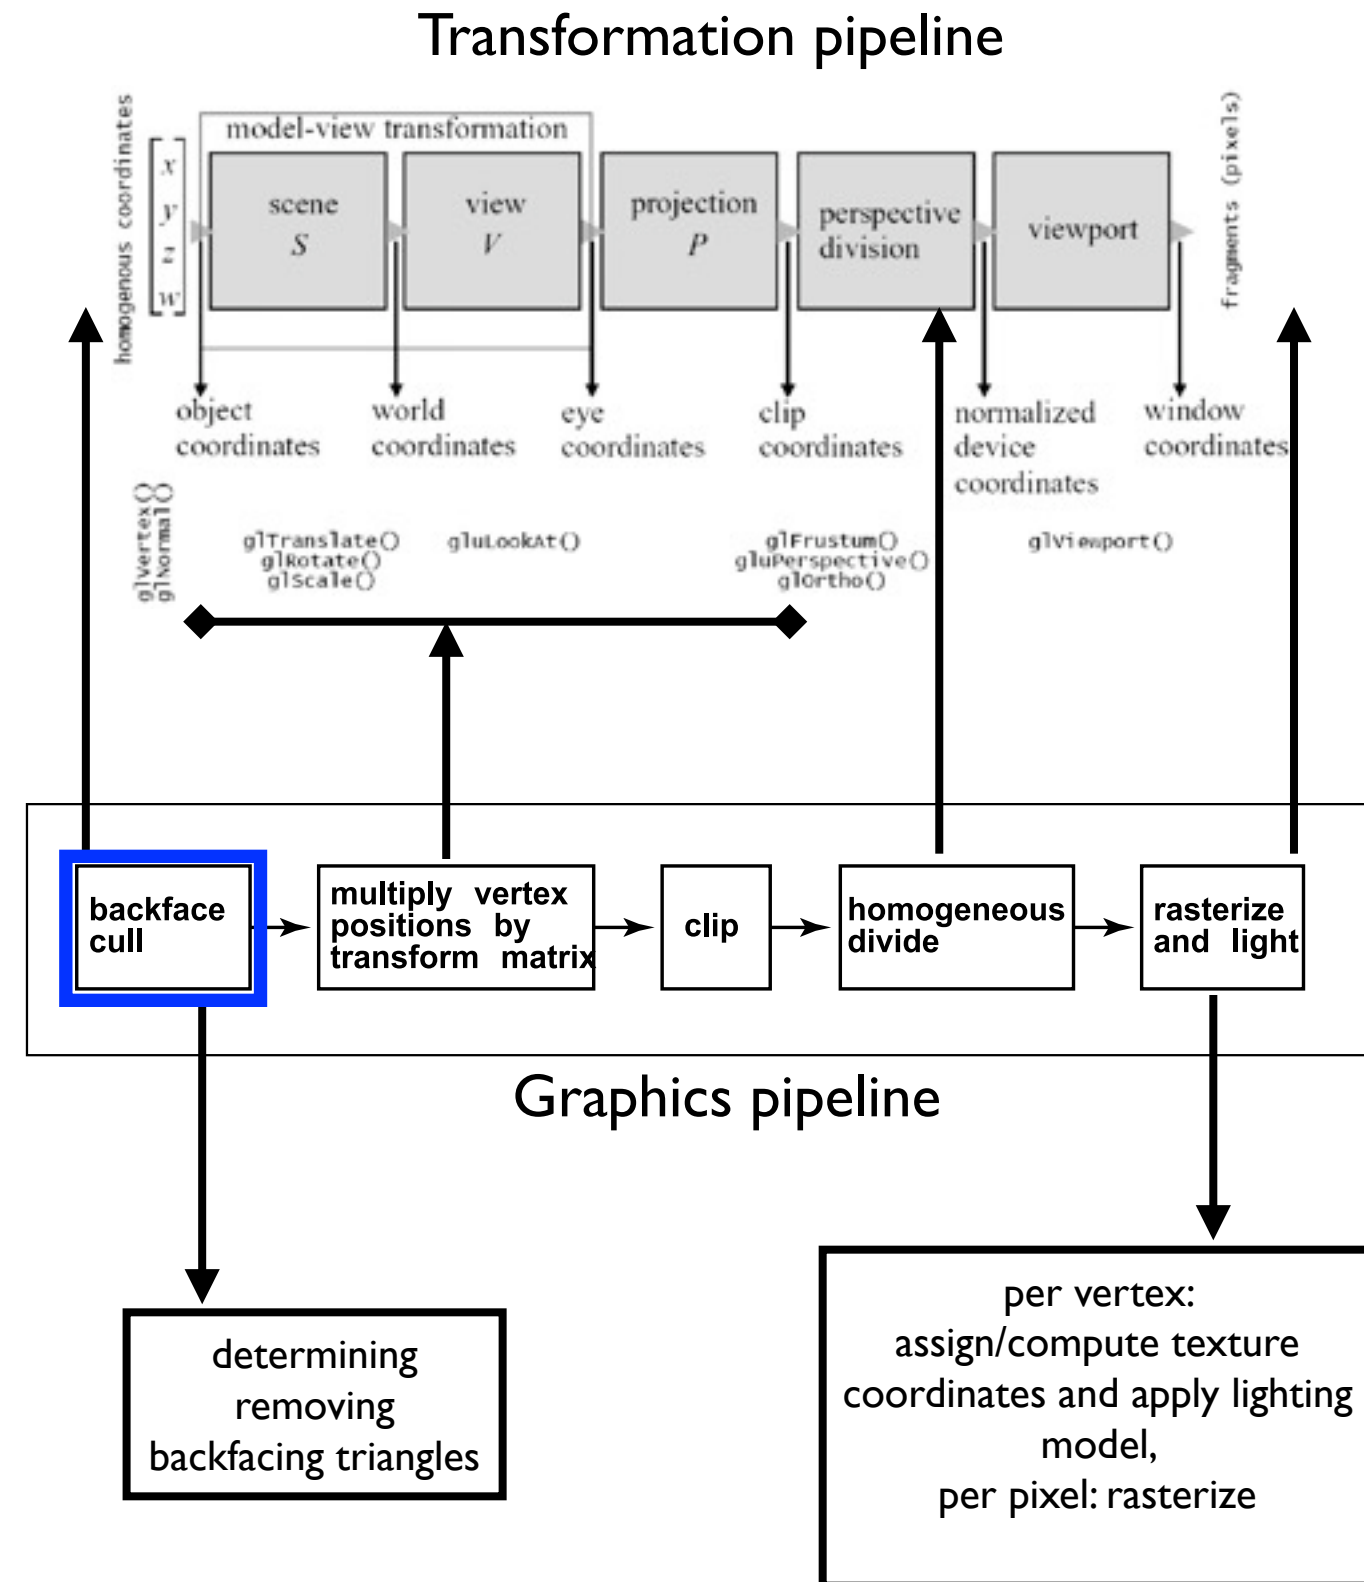 Transformation pipeline
homogenous coordinates
x
y
z
w
model-view transformation
scene
S
view
V
projection
P
perspective
division
viewport
fragments (pixels)
object
coordinates
world
coordinates
eye
coordinates
clip
coordinates
normalized
device
coordinates
window
coordinates
glVertex()
glNormal()
glTranslate()
glRotate()
glScale()
gluLookAt()
glFrustum()
gluPerspective()
glOrtho()
glViewport()
backface
cull
multiply vertex
positions by
transform matrix
clip
homogeneous
divide
rasterize
and light
Graphics pipeline
determining
removing
backfacing triangles
per vertex:
assign/compute texture
coordinates and apply lighting
model,
per pixel: rasterize